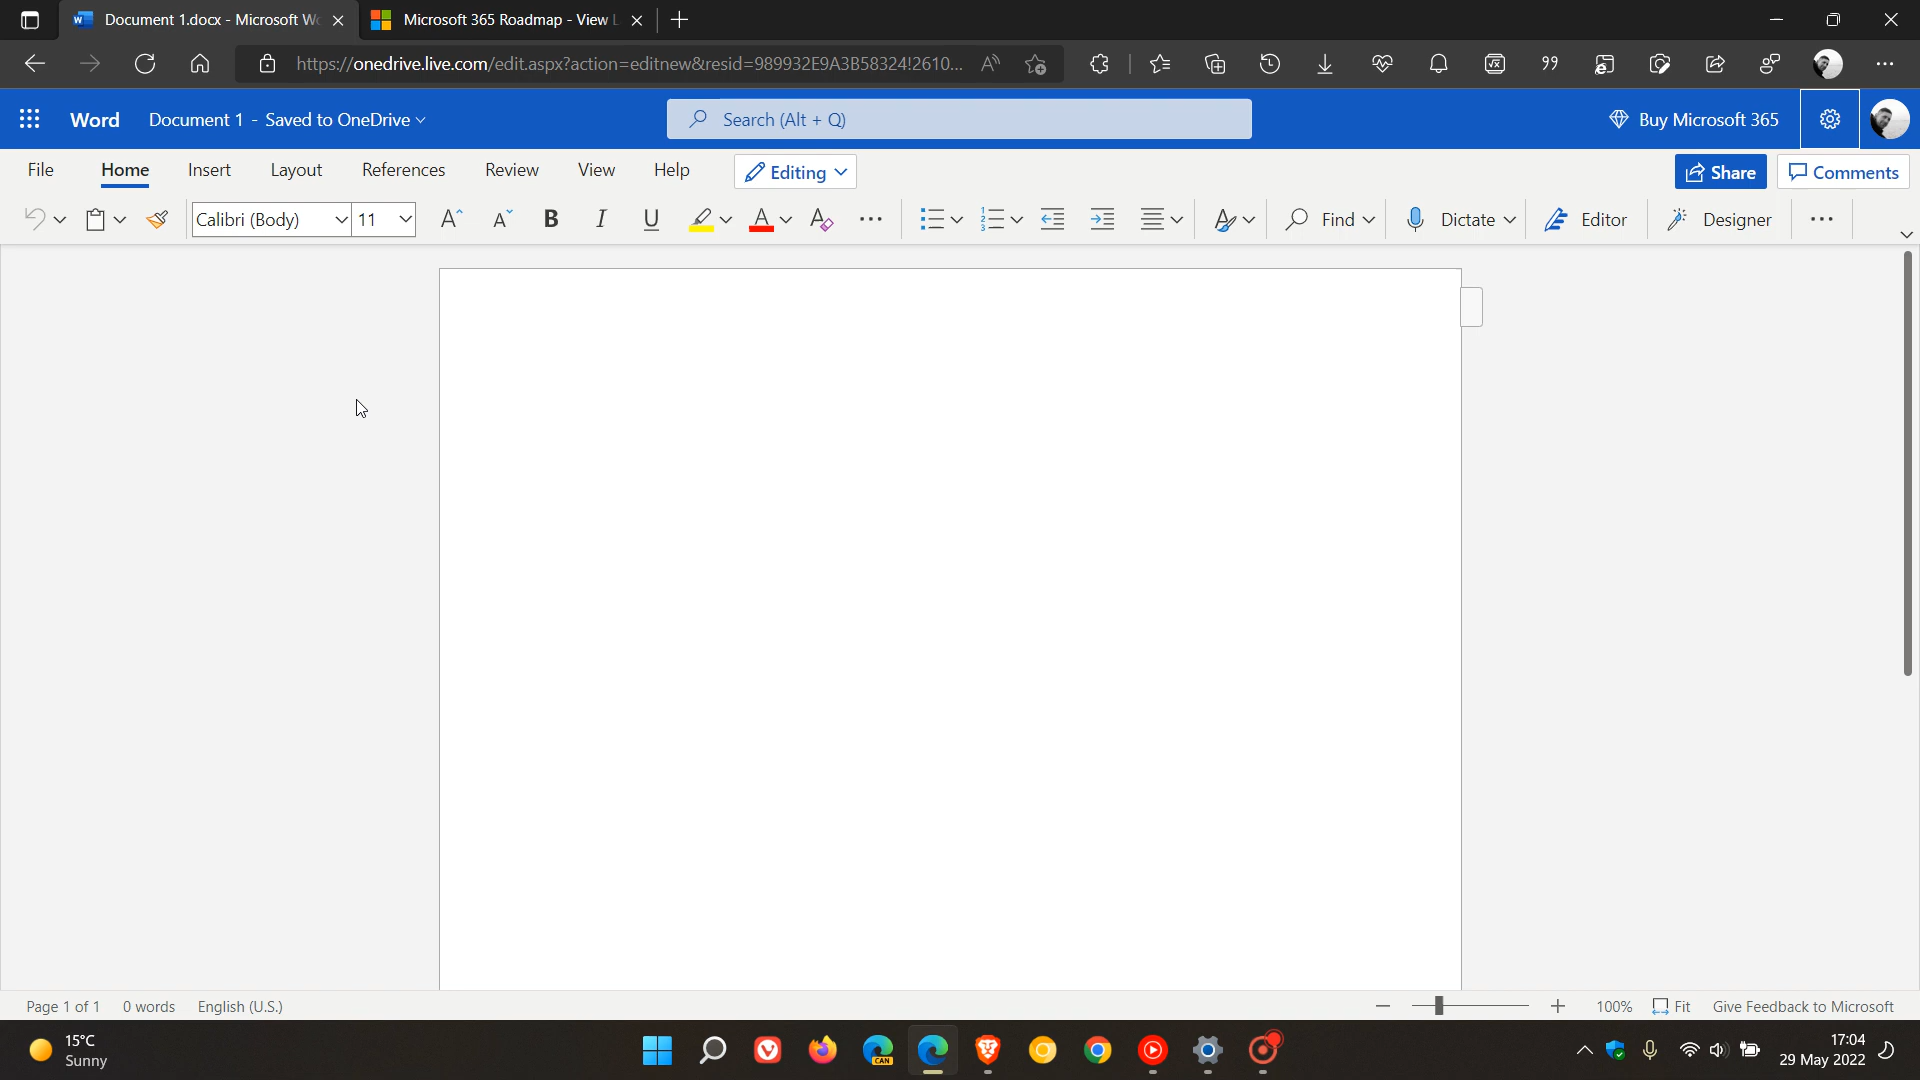 Document 1.docx - Microsoft Wo
Microsoft 365 Roadmap - View L
https://onedrive.live.com/edit.aspx?action=editnew&resid=989932E9A3B58324!2610...
Word Document 1 - Saved to OneDrive
Search (Alt + Q)
Buy Microsoft 365
File Home Insert Layout References Review View Help Editing Share Comments
Calibri (Body) 11 Find Dictate Editor Designer
Page 1 of 1 0 words English (U.S.) 100% Fit Give Feedback to Microsoft
15°C
Sunny
CAN
17:04
29 May 2022